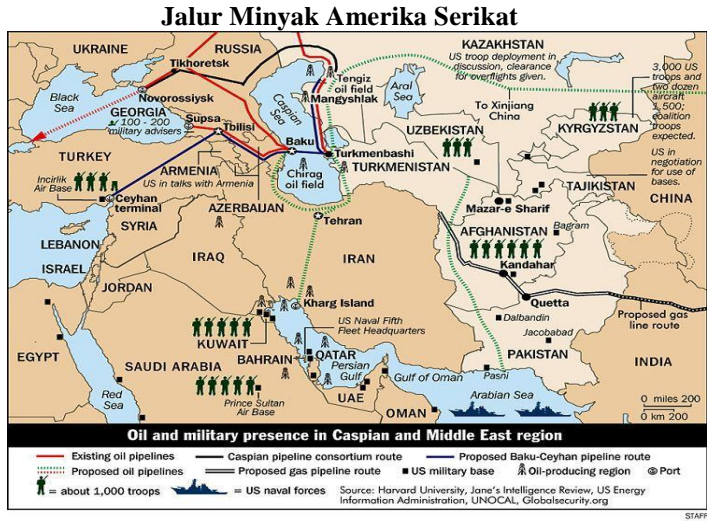 Jalur Minyak Amerika Serikat
UKRAINE
RUSSIA
KAZAKHSTAN
US troop deployment in
discussion, clearance
for overflights given.
3,000 US
troops and
two dozen
aircraft
1,500;
coalition
troops
expected.
Tikhoretsk
Tengiz
oil field
Aral
Sea
Black
Sea
Novorossiysk
Mangyshlak
Caspian
Sea
To Xinjiang
China
GEORGIA
100 - 200
military advisers
Supsa
Tbilisi
UZBEKISTAN
KYRGYZSTAN
Baku
Turkmenbashi
TURKMENISTAN
US in
negotiation
for use of
bases.
TURKEY
ARMENIA
US in talks with Armenia
Chirag
oil field
TAJIKISTAN
CHINA
Incirlik
Air Base
Ceyhan
terminal
AZERBAIJAN
Tehran
Mazar-e Sharif
SYRIA
AFGHANISTAN
Bagram
LEBANON
IRAQ
IRAN
Kandahar
ISRAEL
JORDAN
Kharg Island
Quetta
US Naval Fifth
Fleet Headquarters
Dalbandin
Proposed gas
line route
KUWAIT
Jacobabad
EGYPT
SAUDI ARABIA
BAHRAIN
QATAR
Persian
Gulf
Gulf of Oman
PAKISTAN
INDIA
Pasni
Red
Sea
Prince Sultan
Air Base
UAE
OMAN
Arabian Sea
0 miles 200
0 km 200
Oil and military presence in Caspian and Middle East region
Existing oil pipelines
Caspian pipeline consortium route
Proposed Baku-Ceyhan pipeline route
Proposed oil pipelines
Proposed gas pipeline route
US military base
Oil-producing region
Port
= about 1,000 troops
= US naval forces
Source: Harvard University, Jane's Intelligence Review, US Energy
Information Administration, UNOCAL, Globalsecurity.org
STAFF